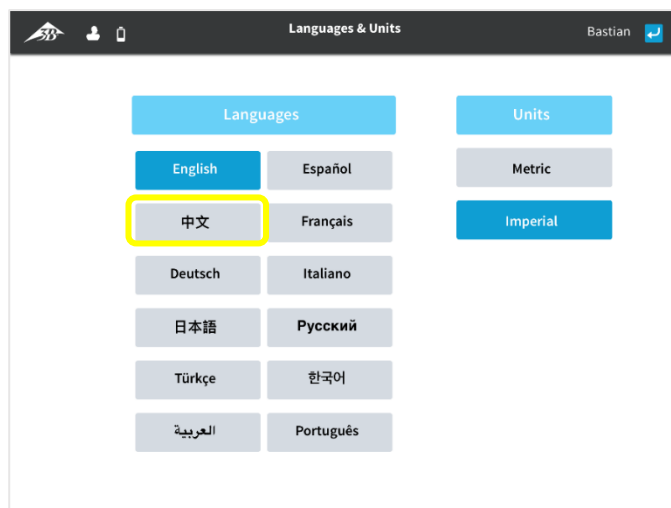 3B Languages & Units Bastian
Languages Units
English Español Metric
中文 Français Imperial
Deutsch Italiano
日本語 Русский
Türkçe 한국어
العربية Português